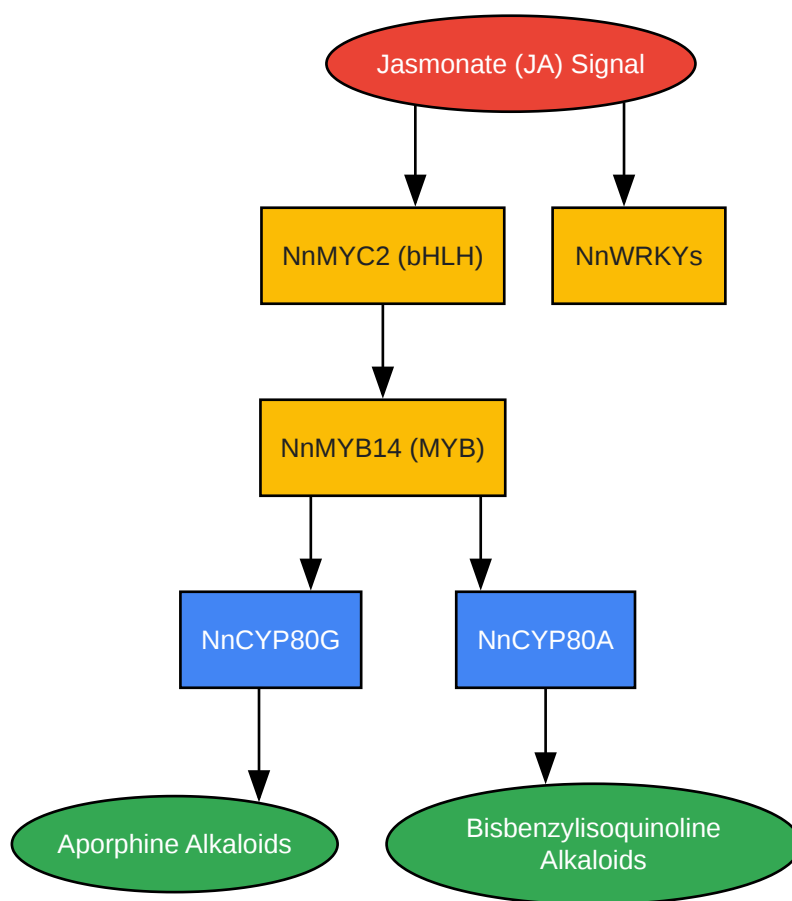 Jasmonate (JA) Signal
NnMYC2 (bHLH)
NnWRKYs
NnMYB14 (MYB)
NnCYP80G
NnCYP80A
Aporphine Alkaloids
Bisbenzylisoquinoline
Alkaloids